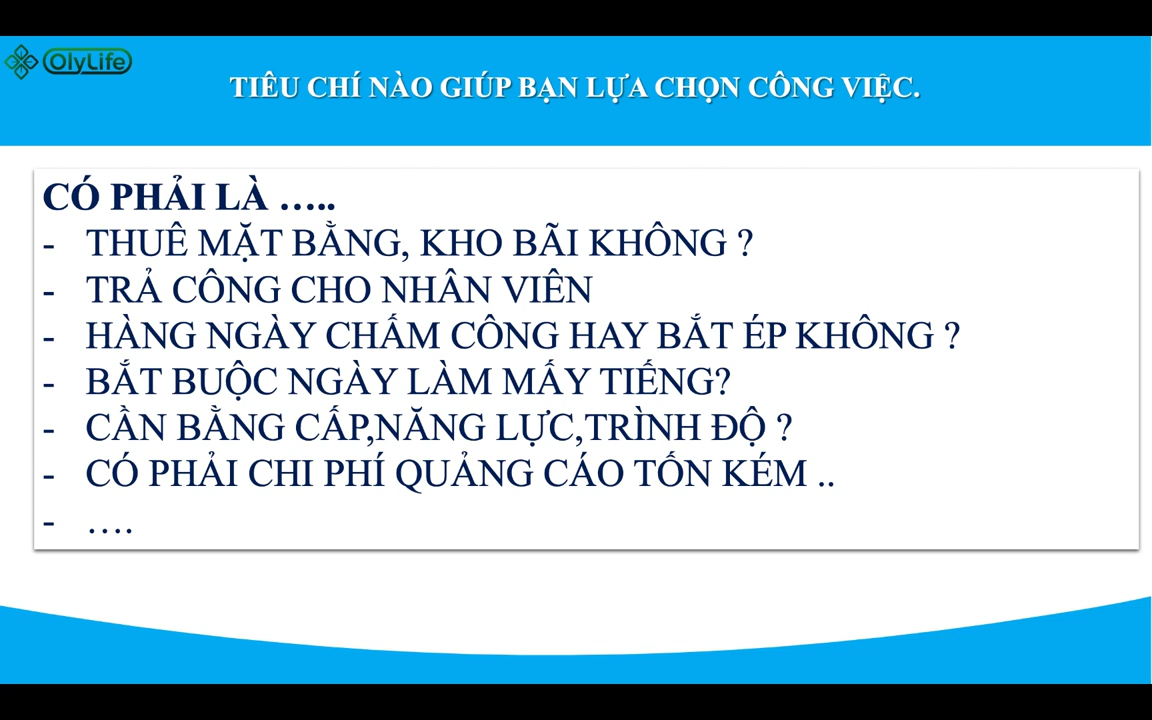 OlyLife
TIÊU CHÍ NÀO GIÚP BẠN LỰA CHỌN CÔNG VIỆC.
CÓ PHẢI LÀ …..
- THUÊ MẶT BẰNG, KHO BÃI KHÔNG ?
- TRẢ CÔNG CHO NHÂN VIÊN
- HÀNG NGÀY CHẤM CÔNG HAY BẮT ÉP KHÔNG ?
- BẮT BUỘC NGÀY LÀM MẤY TIẾNG?
- CẦN BẰNG CẤP,NĂNG LỰC,TRÌNH ĐỘ ?
- CÓ PHẢI CHI PHÍ QUẢNG CÁO TỐN KÉM ..
- ….